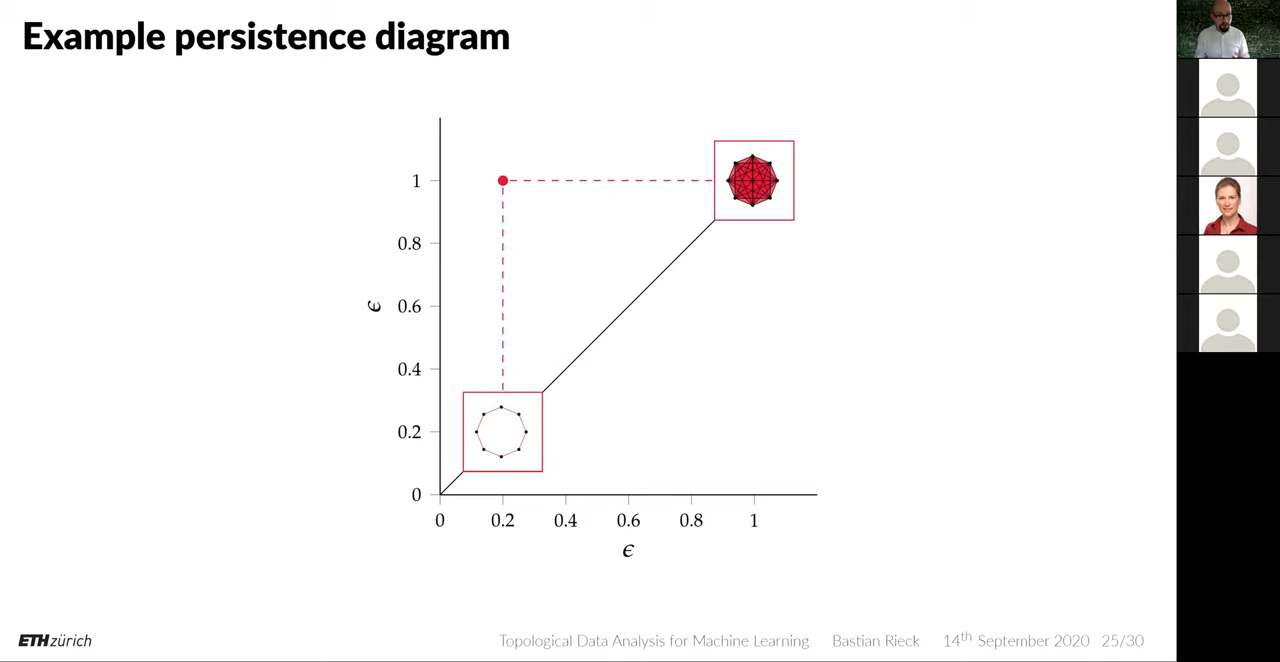 Example persistence diagram
1
0.8
ϵ
0.6
0.4
0.2
0
0 0.2 0.4 0.6 0.8 1
ϵ
ETH zürich
Topological Data Analysis for Machine Learning Bastian Rieck 14th September 2020 25/30